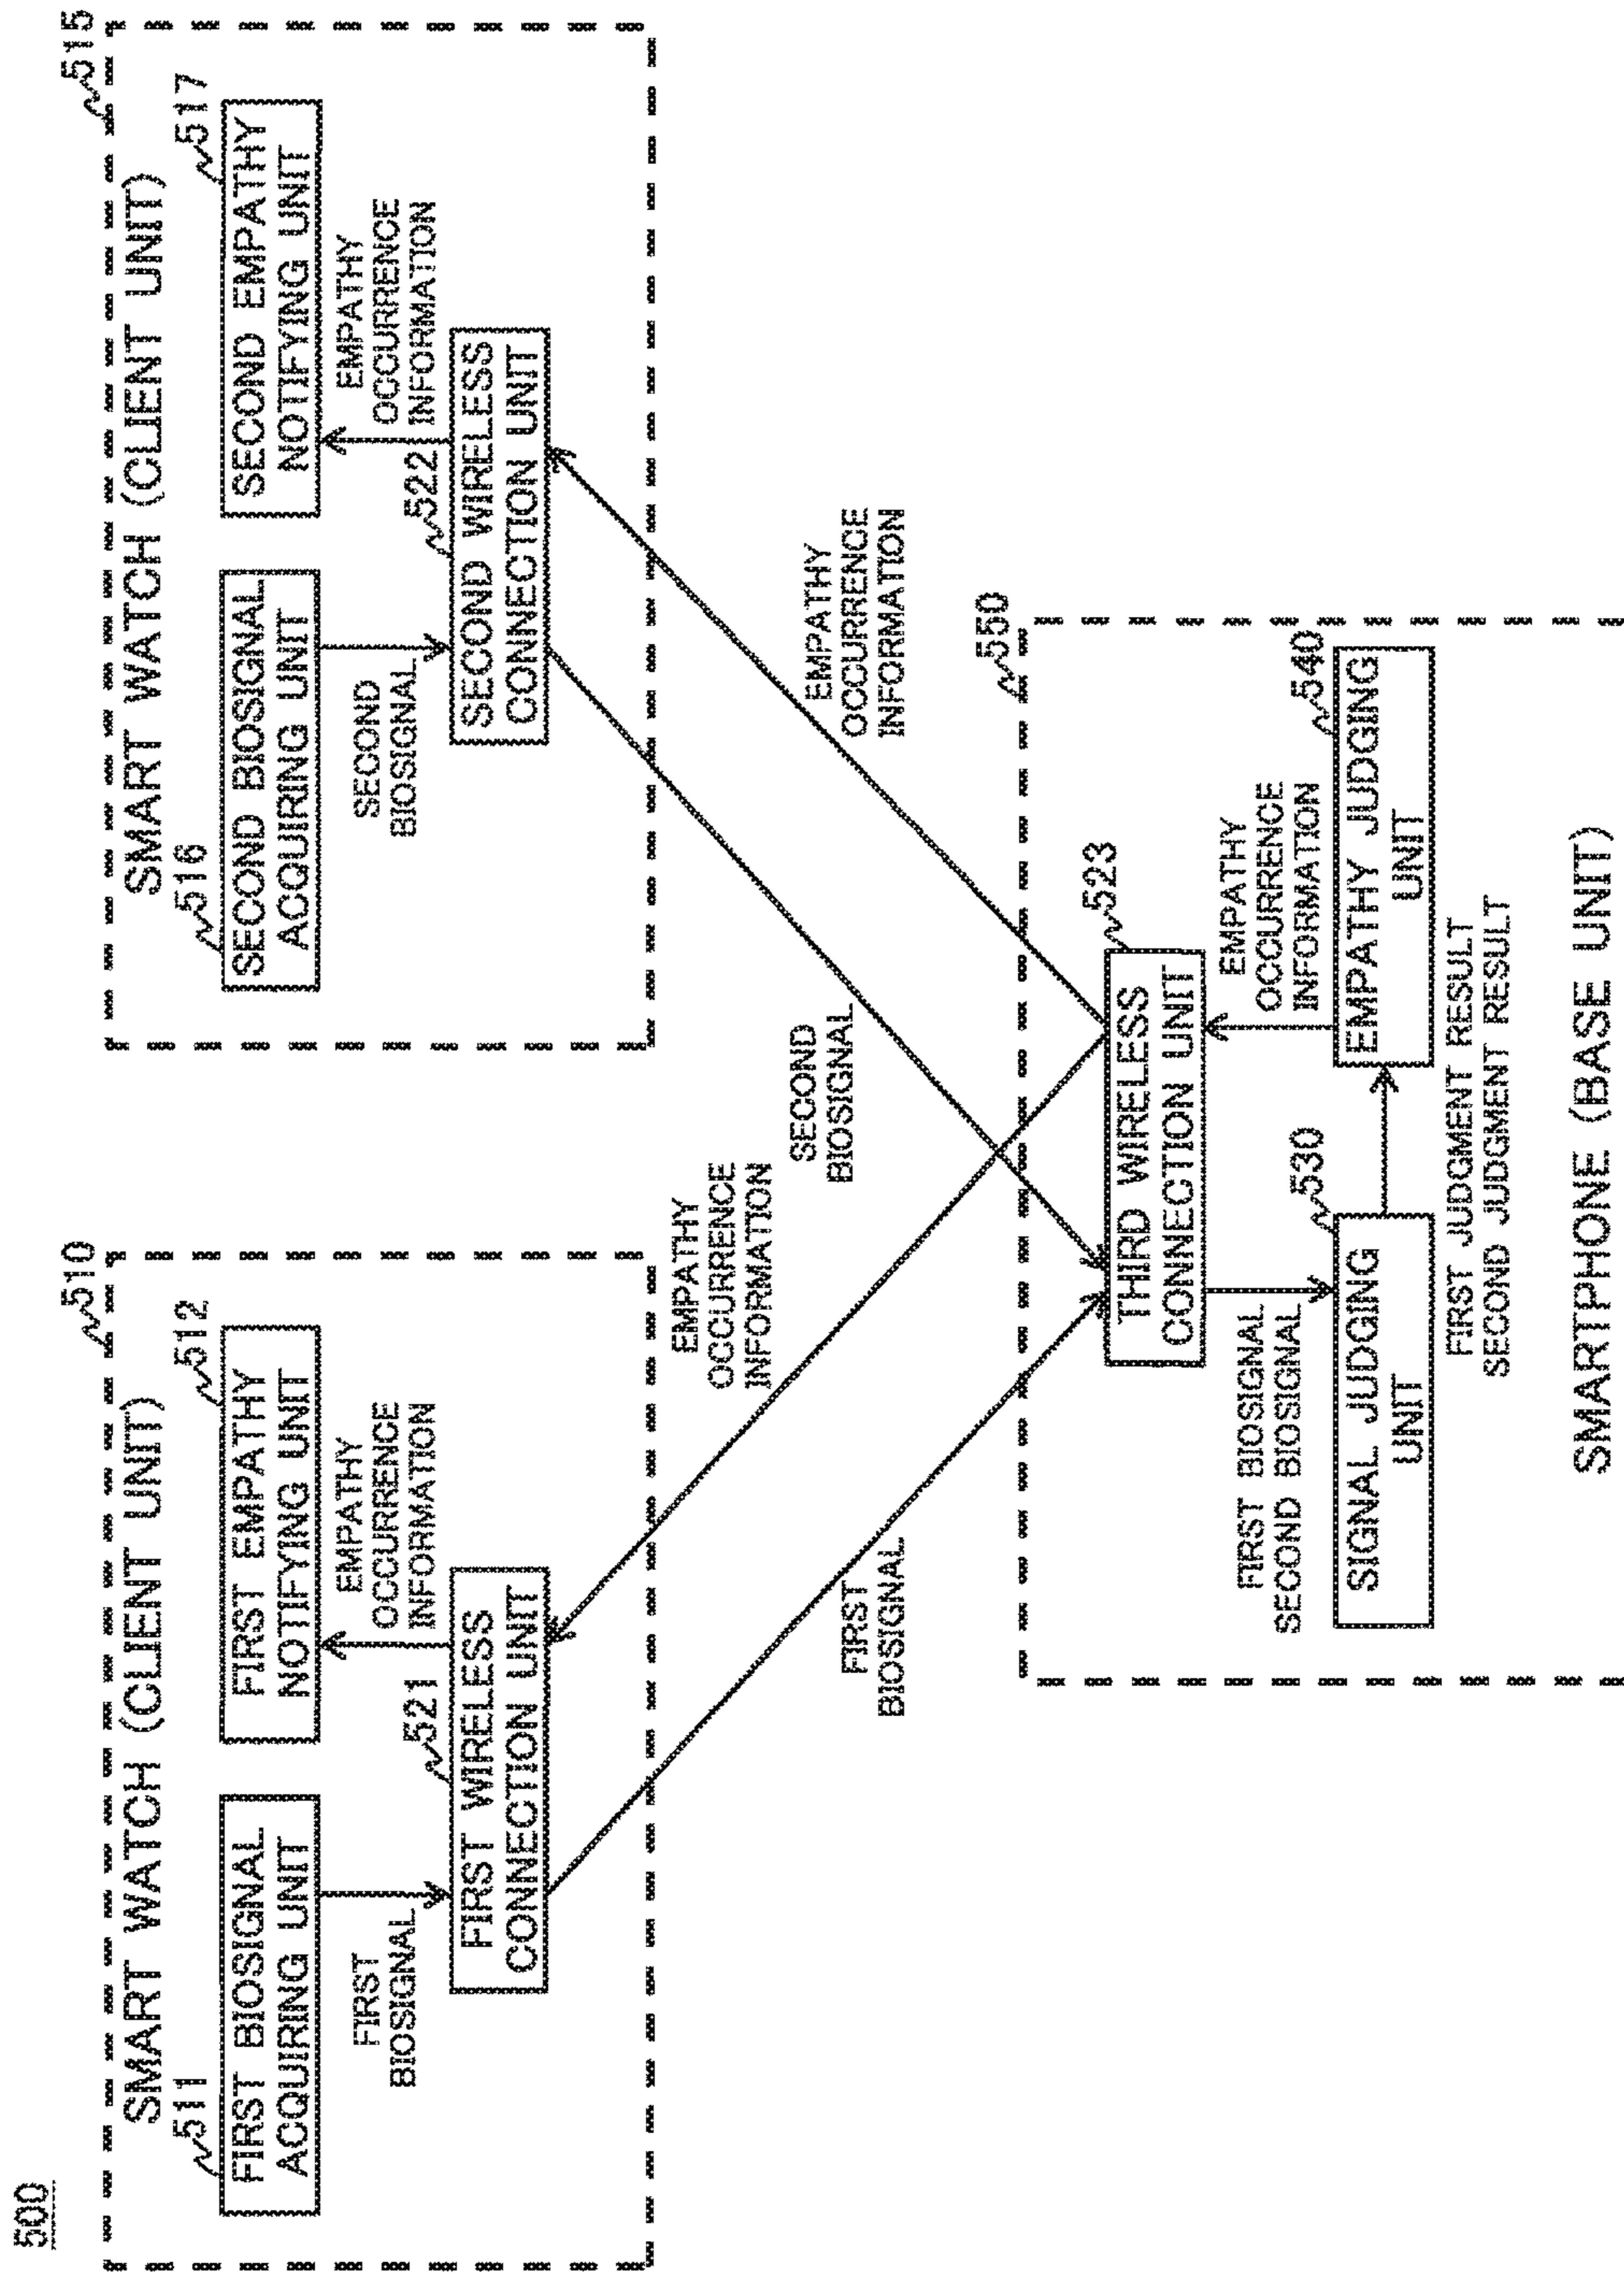 500
510
SMART WATCH (CLIENT UNIT)
511
FIRST BIOSIGNAL
ACQUIRING UNIT
512
FIRST EMPATHY
NOTIFYING UNIT
FIRST
BIOSIGNAL
EMPATHY
OCCURRENCE
INFORMATION
521
FIRST WIRELESS
CONNECTION UNIT
515
SMART WATCH (CLIENT UNIT)
516
SECOND BIOSIGNAL
ACQUIRING UNIT
517
SECOND EMPATHY
NOTIFYING UNIT
SECOND
BIOSIGNAL
EMPATHY
OCCURRENCE
INFORMATION
522
SECOND WIRELESS
CONNECTION UNIT
EMPATHY
OCCURRENCE
INFORMATION
SECOND
BIOSIGNAL
FIRST
BIOSIGNAL
EMPATHY
OCCURRENCE
INFORMATION
550
523
THIRD WIRELESS
CONNECTION UNIT
FIRST BIOSIGNAL
SECOND BIOSIGNAL
EMPATHY
OCCURRENCE
INFORMATION
530
SIGNAL JUDGING
UNIT
540
EMPATHY JUDGING
UNIT
FIRST JUDGMENT RESULT
SECOND JUDGMENT RESULT
SMARTPHONE (BASE UNIT)